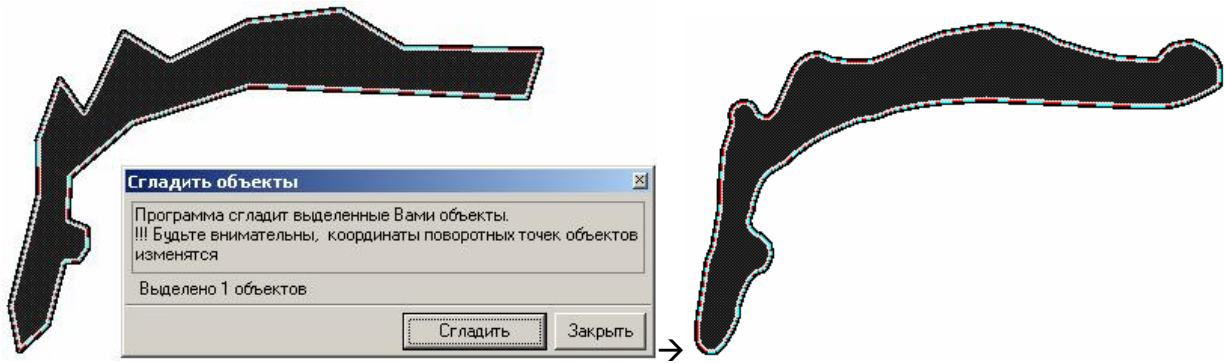 Сгладить объекты
Программа сгладит выделенные Вами объекты.
!!! Будьте внимательны, координаты поворотных точек объектов
изменятся
Выделено 1 объектов
Сгладить Закрыть